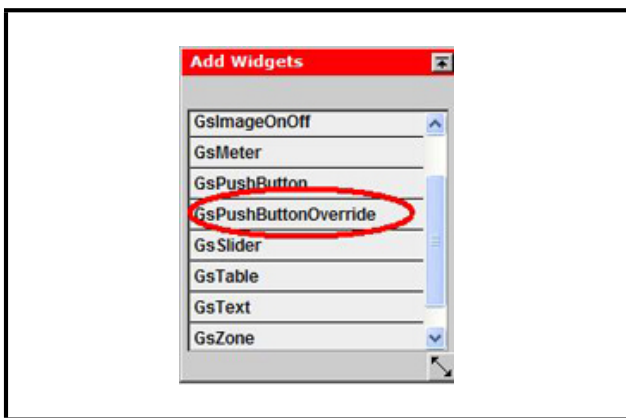 Add Widgets
GsImageOnOff
GsMeter
GsPushButton
GsPushButtonOverride
GsSlider
GsTable
GsText
GsZone